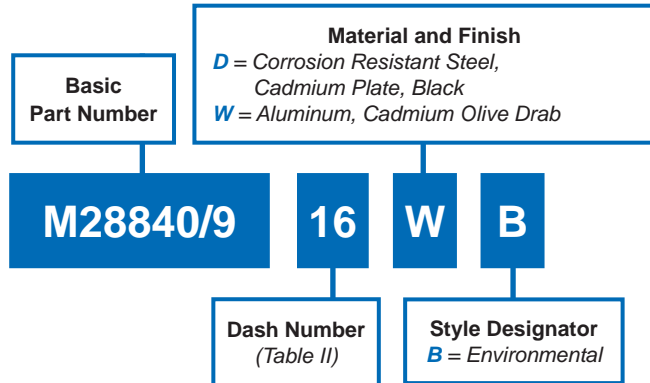 Material and Finish
D = Corrosion Resistant Steel,
Cadmium Plate, Black
W = Aluminum, Cadmium Olive Drab
Basic
Part Number
M28840/9 16 W B
Dash Number
(Table II)
Style Designator
B = Environmental